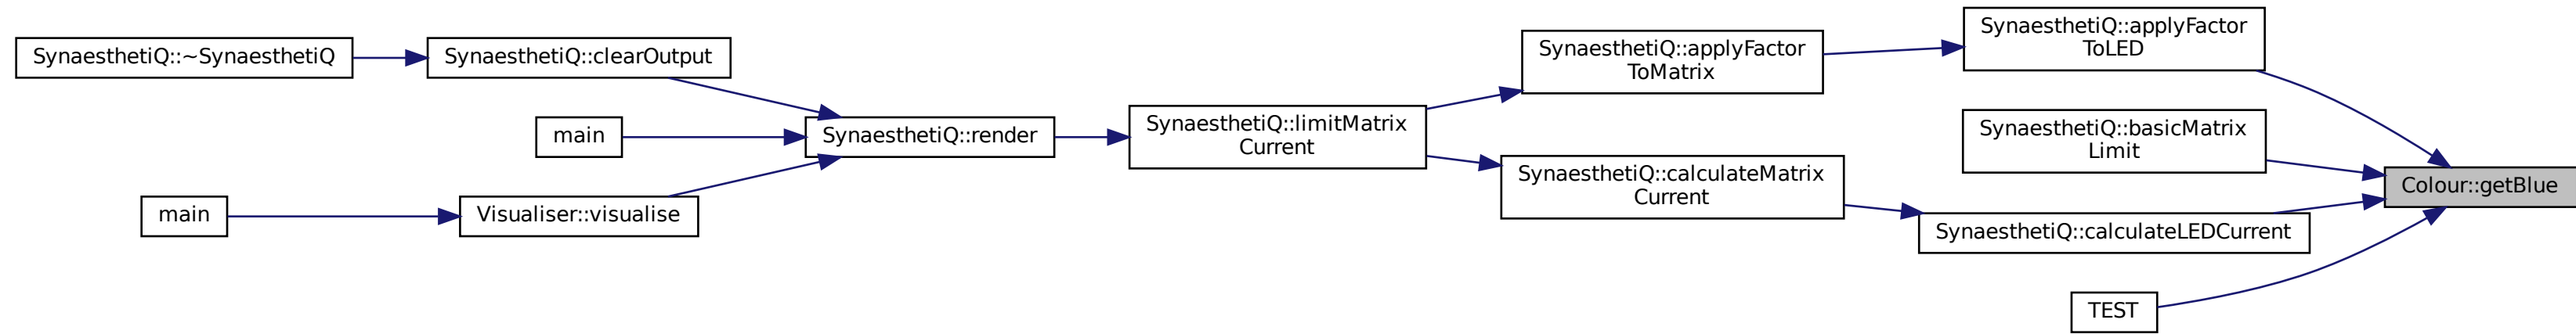 SynaesthetiQ::~SynaesthetiQ
SynaesthetiQ::clearOutput
main
main
Visualiser::visualise
SynaesthetiQ::render
SynaesthetiQ::limitMatrix
Current
SynaesthetiQ::applyFactor
ToMatrix
SynaesthetiQ::calculateMatrix
Current
SynaesthetiQ::applyFactor
ToLED
SynaesthetiQ::basicMatrix
Limit
SynaesthetiQ::calculateLEDCurrent
TEST
Colour::getBlue